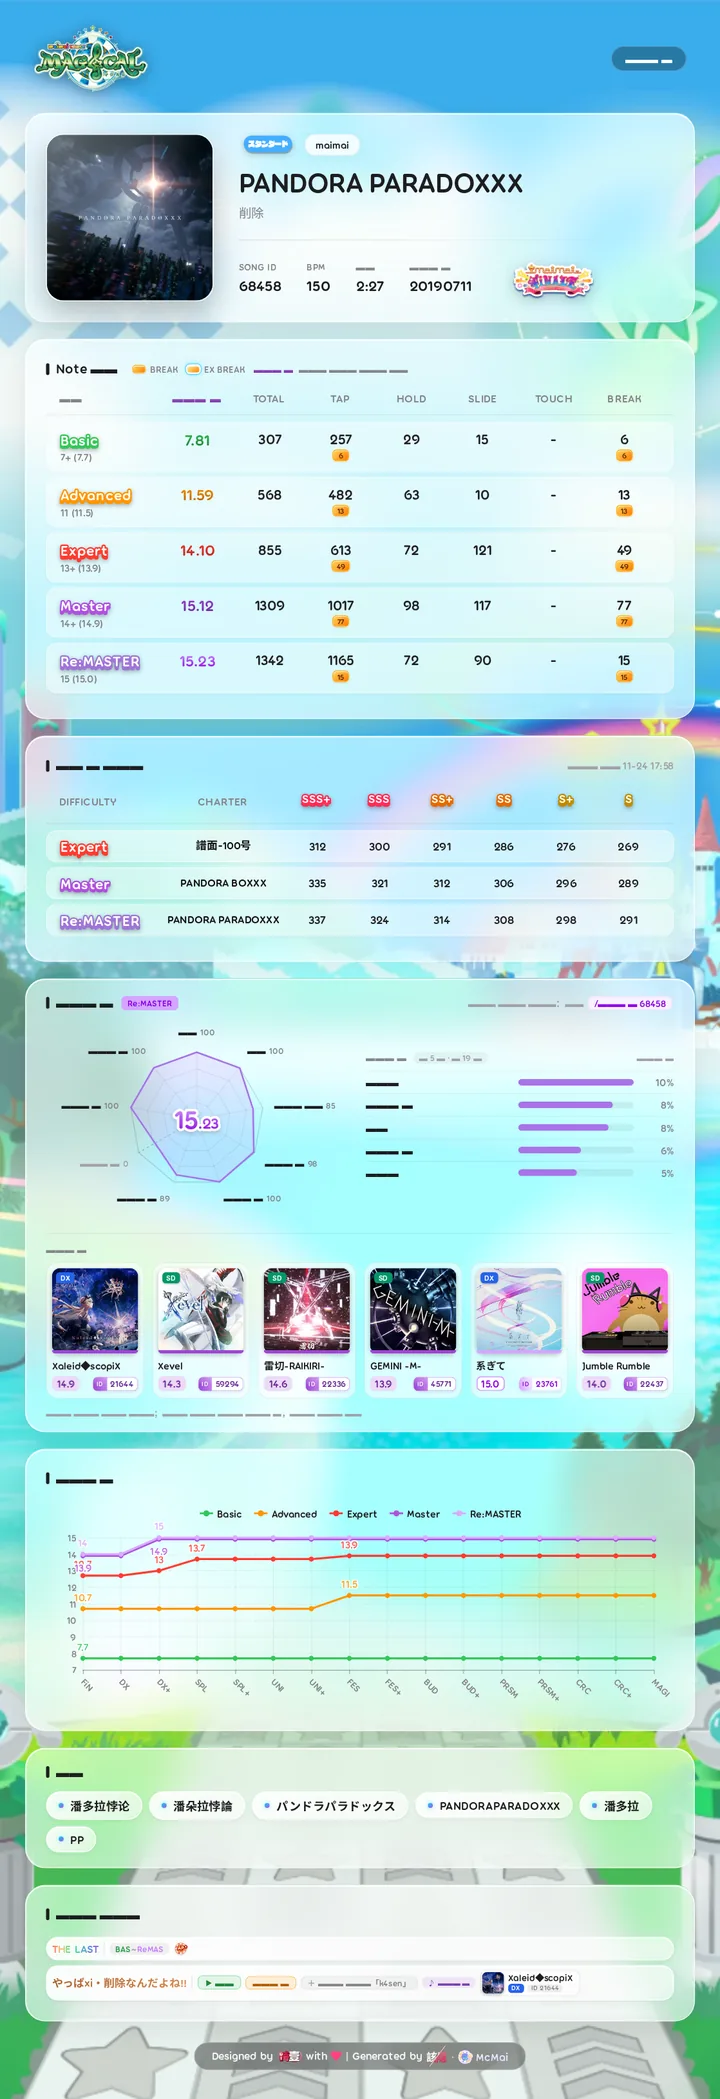 MAGiCAL
スタンダード maimai
PANDORA PARADOXXX
削除
PANDORA PARADOXXX
SONG ID BPM
68458 150 2:27 20190711
maimai FiNALE
Note BREAK EX BREAK
TOTAL TAP HOLD SLIDE TOUCH BREAK
Basic 7.81 307 257 29 15 - 6
7+ (7.7) 6 6
Advanced 11.59 568 482 63 10 - 13
11 (11.5) 13 13
Expert 14.10 855 613 72 121 - 49
13+ (13.9) 49 49
Master 15.12 1309 1017 98 117 - 77
14+ (14.9) 77 77
Re:MASTER 15.23 1342 1165 72 90 - 15
15 (15.0) 15 15
11-24 17:58
DIFFICULTY CHARTER SSS+ SSS SS+ SS S+ S
Expert 譜面-100号 312 300 291 286 276 269
Master PANDORA BOXXX 335 321 312 306 296 289
Re:MASTER PANDORA PARADOXXX 337 324 314 308 298 291
Re:MASTER : / 68458
100
100 100
5 - 19
10%
100 85
8%
15.23
8%
0 98
6%
89 100
5%
DX SD SD SD DX SD
Xaleid◆scopiX Xevel 雷切-RAIKIRI- GEMINI -M- 系ぎて Jumble Rumble
14.9 ID 21644 14.3 ID 59294 14.6 ID 22336 13.9 ID 45771 15.0 ID 23761 14.0 ID 22437
Basic Advanced Expert Master Re:MASTER
15
14
13
12
11
10
9
8
7
14 15
13.9 14.9 13 13.7 13.9
10.7 11.5
7.7
FiN DX DX+ SPL SPL+ UNI UNI+ FES FES+ BUD BUD+ PRSM PRSM+ CRC CRC+ MAGI
潘多拉悖论 潘朵拉悖論 パンドラパラドックス PANDORAPARADOXXX 潘多拉
PP
THE LAST BAS~ReMAS
やっぱxi・削除なんだよね!! + 「k4sen」 Xaleid◆scopiX
DX ID 21644
Designed by with | Generated by · McMai